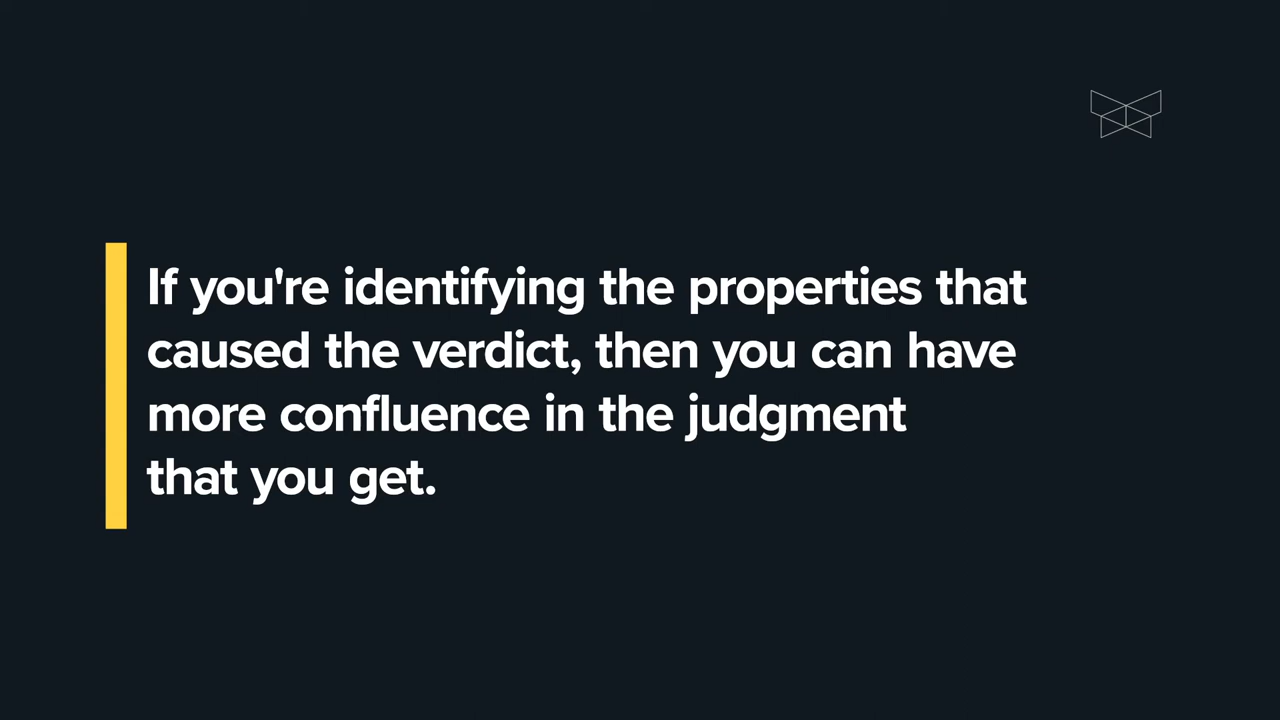 If you're identifying the properties that
caused the verdict, then you can have
more confluence in the judgment
that you get.